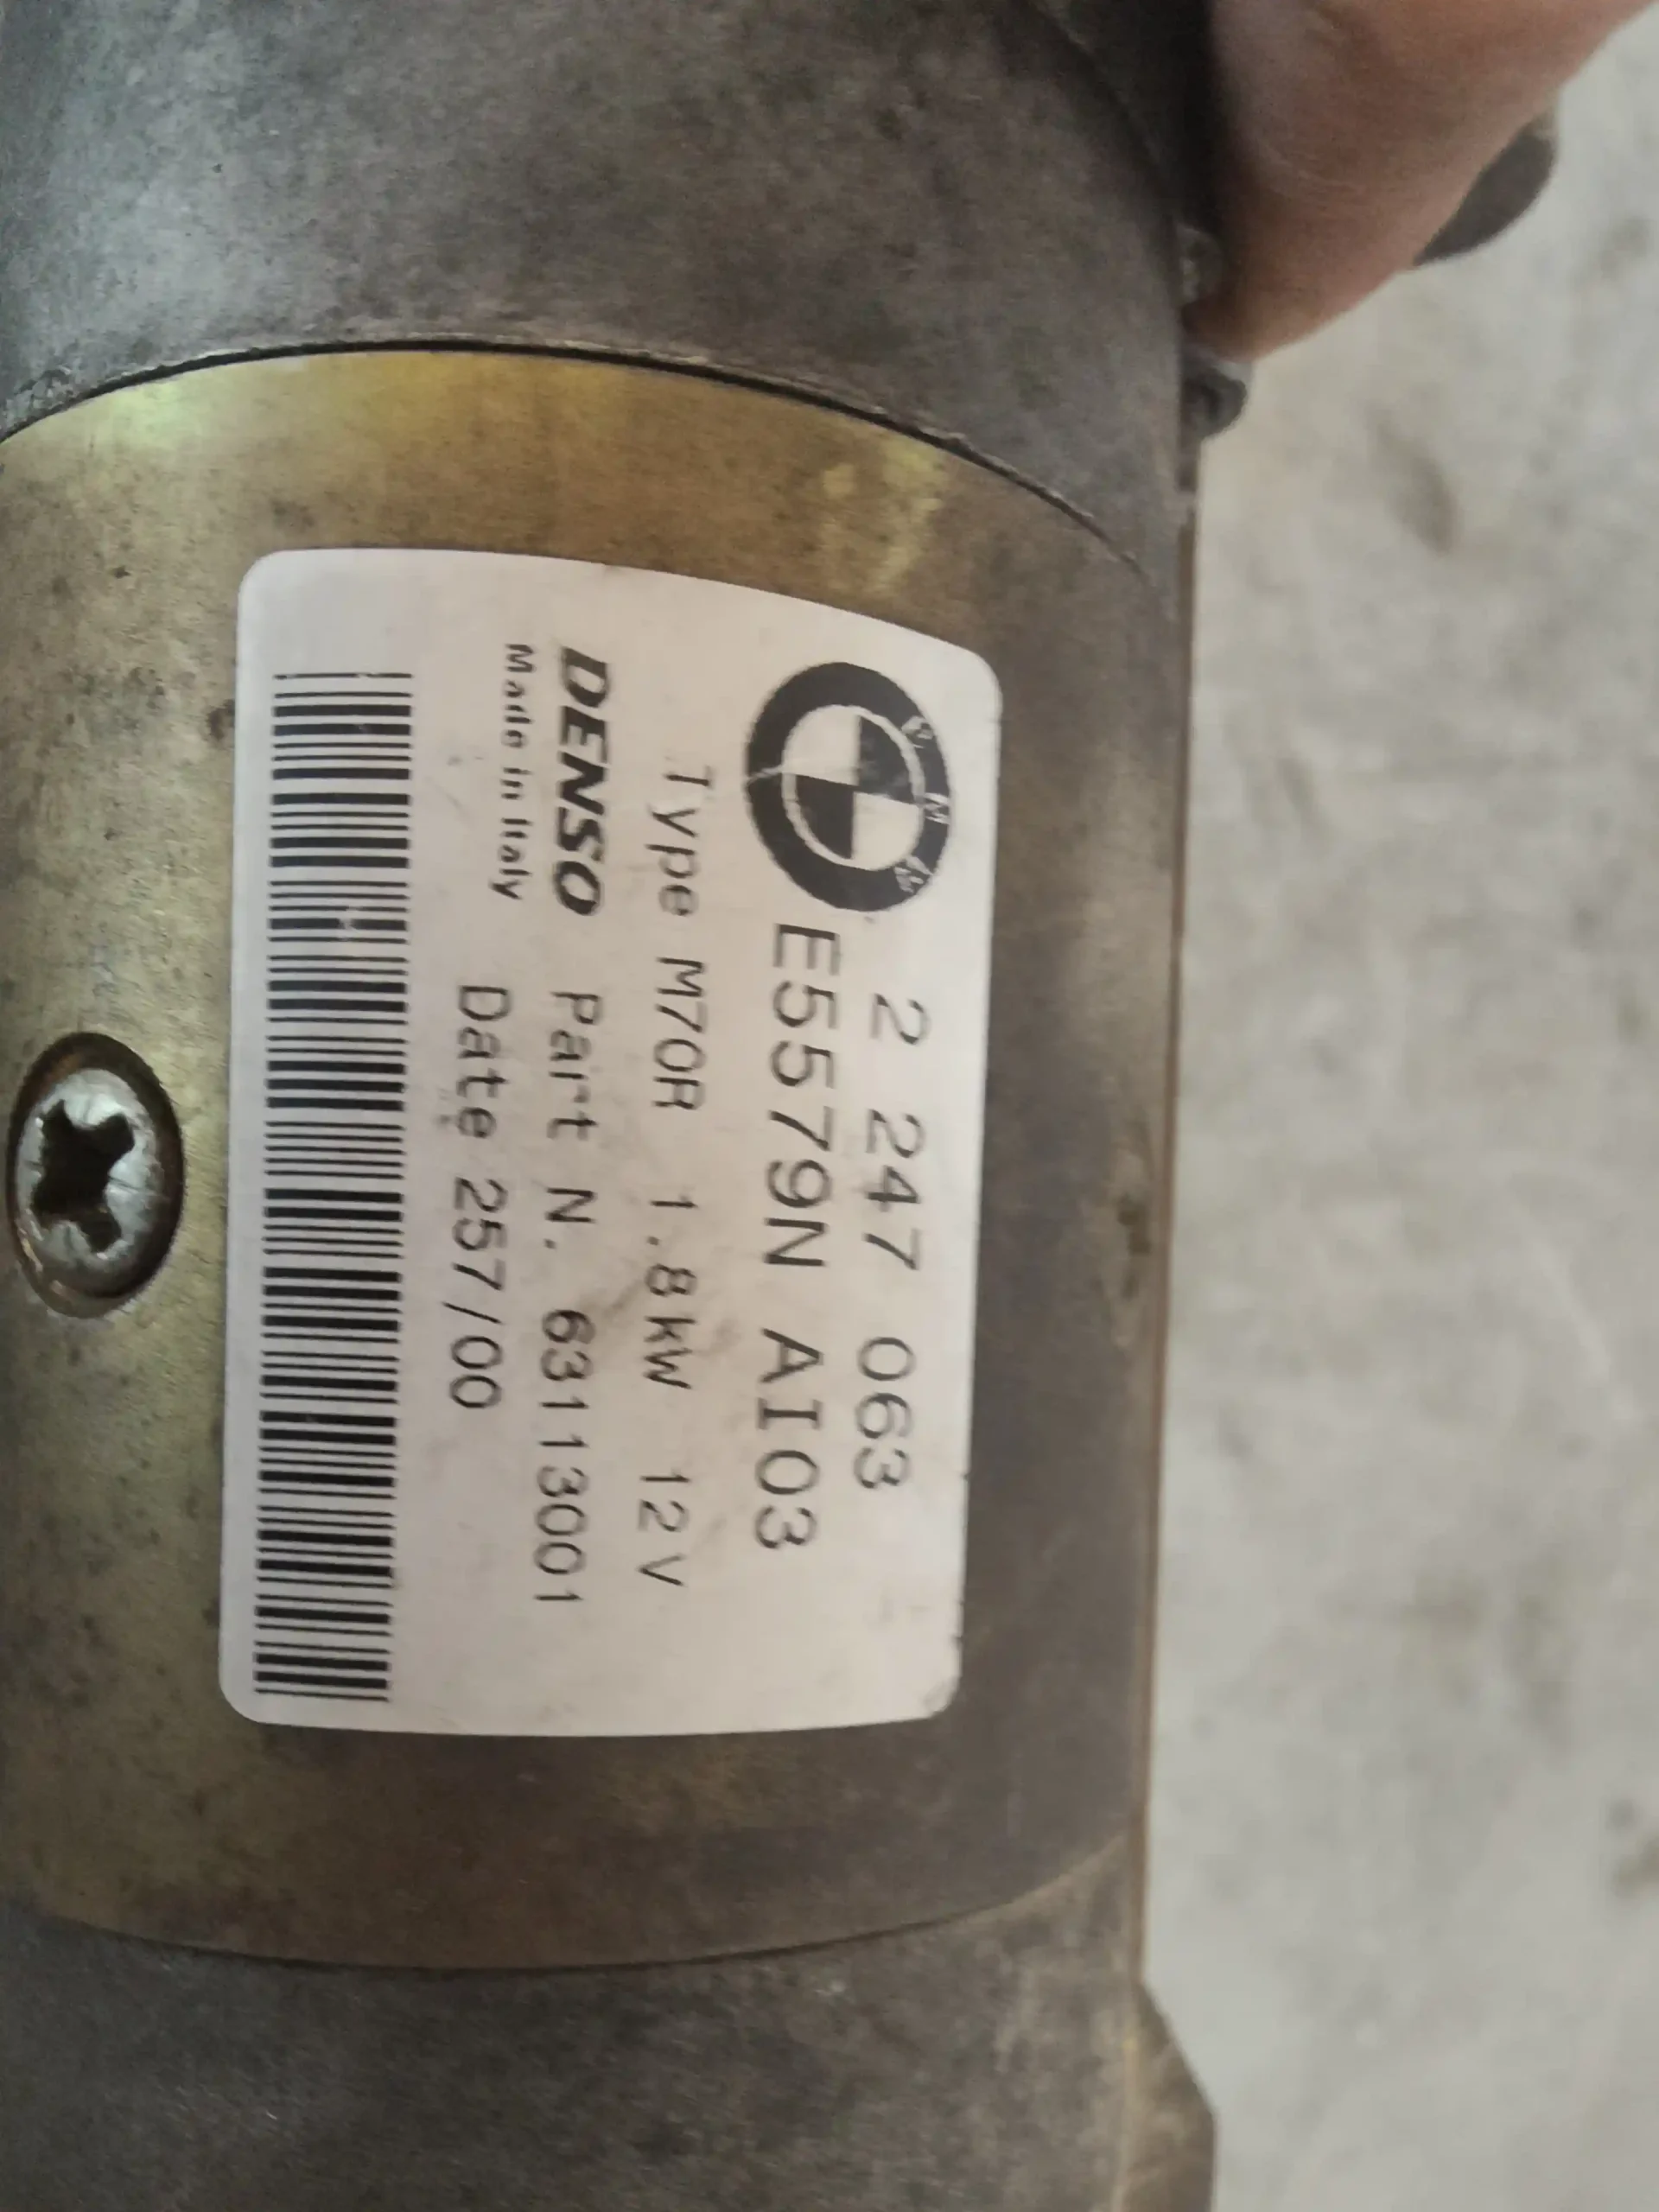 BMW
2 247 063
E5579N AI03
Type M70R 1.8kW 12V
DENSO Part N. 63113001
Made in Italy Date 257/00